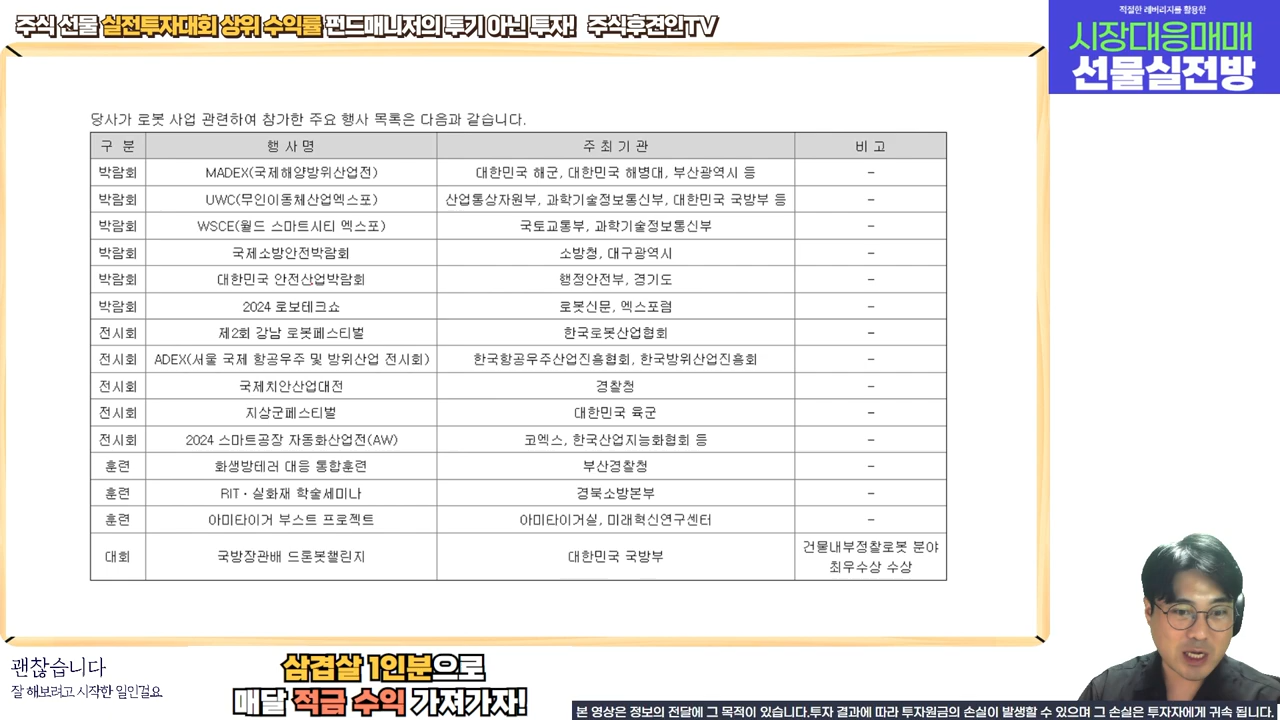 주식 선물 실전투자대회 상위 수익률 펀드매니저의 투기 아닌 투자! 주식후견인TV
적절한 레버리지를 활용한
시장대응매매
선물실전방
당사가 로봇 사업 관련하여 참가한 주요 행사 목록은 다음과 같습니다.
구 분 행 사 명 주 최 기 관 비 고
박람회 MADEX(국제해양방위산업전) 대한민국 해군, 대한민국 해병대, 부산광역시 등 -
박람회 UWC(무인이동체산업엑스포) 산업통상자원부, 과학기술정보통신부, 대한민국 국방부 등 -
박람회 WSCE(월드 스마트시티 엑스포) 국토교통부, 과학기술정보통신부 -
박람회 국제소방안전박람회 소방청, 대구광역시 -
박람회 대한민국 안전산업박람회 행정안전부, 경기도 -
박람회 2024 로보테크쇼 로봇신문, 엑스포럼 -
전시회 제2회 강남 로봇페스티벌 한국로봇산업협회 -
전시회 ADEX(서울 국제 항공우주 및 방위산업 전시회) 한국항공우주산업진흥협회, 한국방위산업진흥회 -
전시회 국제치안산업대전 경찰청 -
전시회 지상군페스티벌 대한민국 육군 -
전시회 2024 스마트공장 자동화산업전(AW) 코엑스, 한국산업지능화협회 등 -
훈련 화생방테러 대응 통합훈련 부산경찰청 -
훈련 RIT·실화재 학술세미나 경북소방본부 -
훈련 아미타이거 부스트 프로젝트 아미타이거실, 미래혁신연구센터 -
대회 국방장관배 드론봇챌린지 대한민국 국방부 건물내부정찰로봇 분야
최우수상 수상
괜찮습니다
잘 해보려고 시작한 일인걸요
삼겹살 1인분으로
매달 적금 수익 가져가자!
본 영상은 정보의 전달에 그 목적이 있습니다.투자 결과에 따라 투자원금의 손실이 발생할 수 있으며 그 손실은 투자자에게 귀속 됩니다.